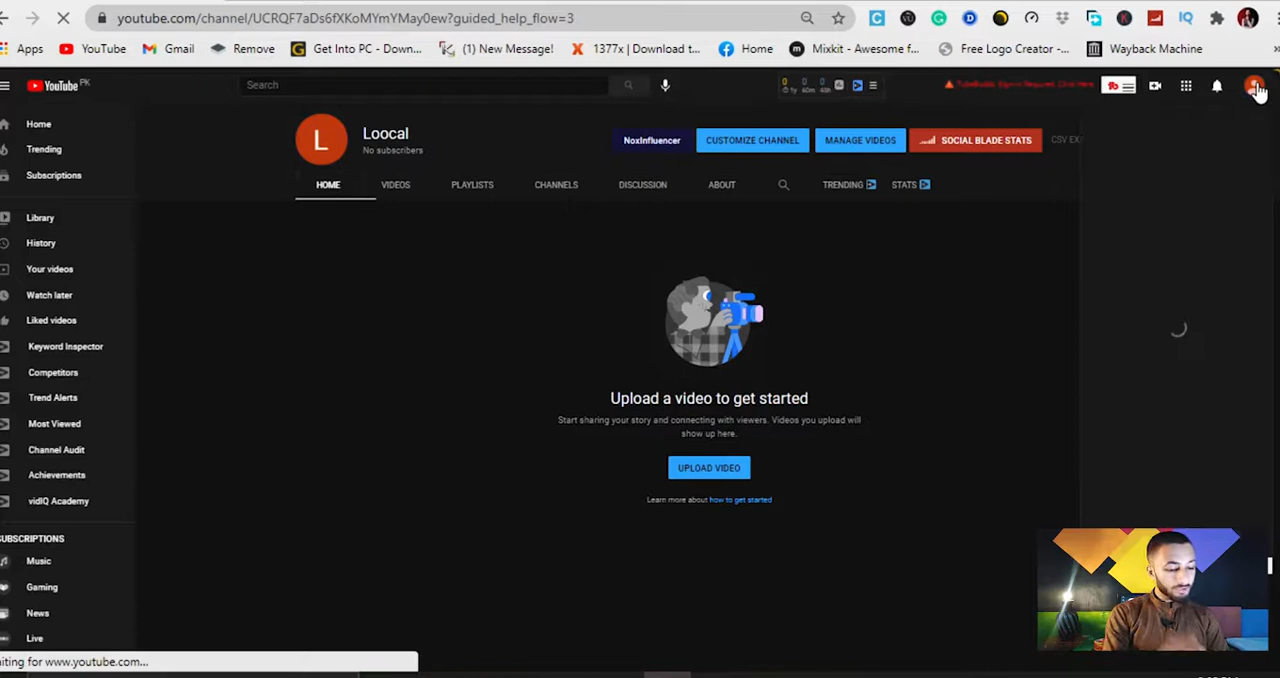 youtube.com/channel/UCRQF7aDs6fXKoMYmYMay0ew?guided_help_flow=3
Apps YouTube Gmail Remove Get Into PC - Down... (1) New Message! 1377x | Download t... Home Mixkit - Awesome f... Free Logo Creator -... Wayback Machine
YouTube PK Search
Home
Trending
Subscriptions
Library
History
Your videos
Watch later
Liked videos
Keyword Inspector
Competitors
Trend Alerts
Most Viewed
Channel Audit
Achievements
vidIQ Academy
SUBSCRIPTIONS
Music
Gaming
News
Live
L Loocal
No subscribers
NoxInfluencer CUSTOMIZE CHANNEL MANAGE VIDEOS SOCIAL BLADE STATS CSV EX
HOME VIDEOS PLAYLISTS CHANNELS DISCUSSION ABOUT TRENDING STATS
Upload a video to get started
Start sharing your story and connecting with viewers. Videos you upload will
show up here.
UPLOAD VIDEO
Learn more about how to get started
iting for www.youtube.com...